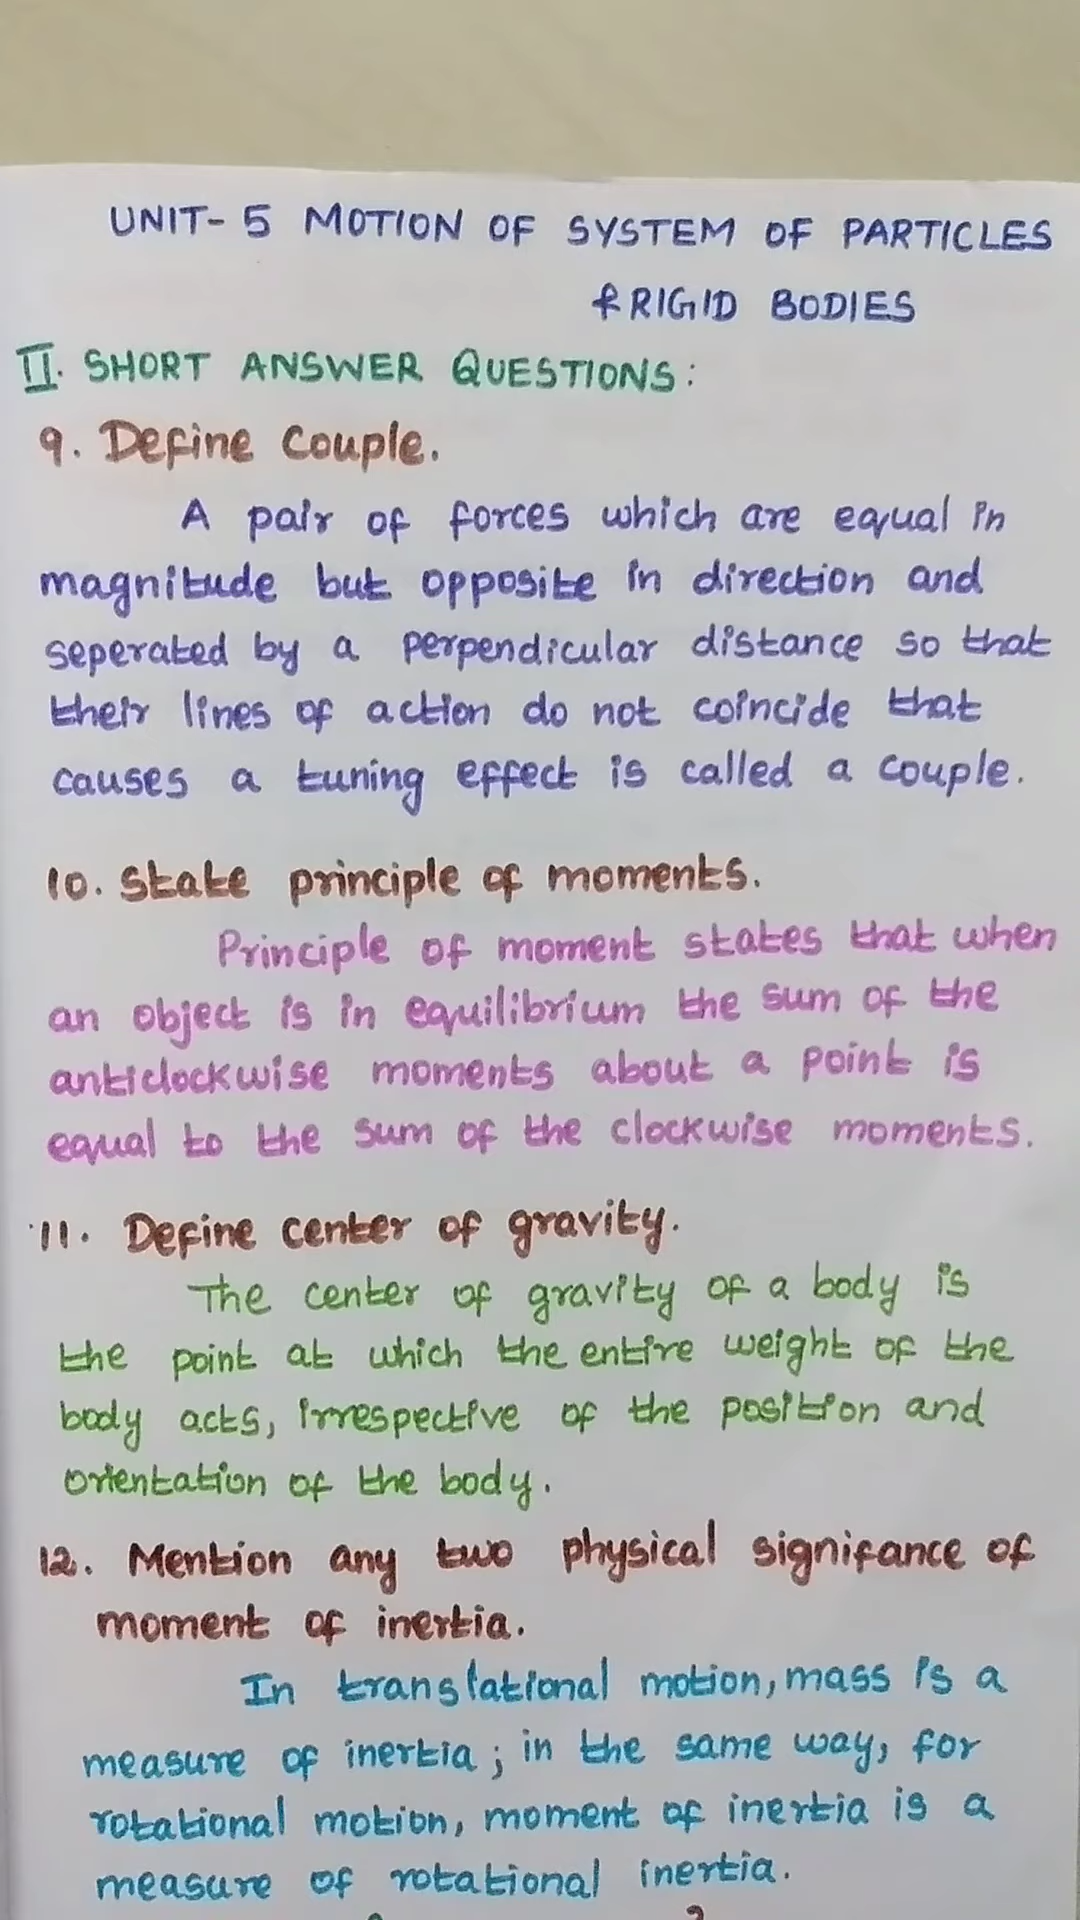 UNIT- 5 MOTION OF SYSTEM OF PARTICLES
& RIGID BODIES
II. SHORT ANSWER QUESTIONS:
9. Define Couple.
A pair of forces which are equal in
magnitude but opposite in direction and
seperated by a perpendicular distance so that
their lines of action do not coincide that
causes a tuning effect is called a couple.
10. State principle of moments.
Principle of moment states that when
an object is in equilibrium the sum of the
anticlockwise moments about a point is
equal to the sum of the clockwise moments.
11. Define center of gravity.
The center of gravity of a body is
the point at which the entire weight of the
body acts, irrespective of the position and
orientation of the body.
12. Mention any two physical signifance of
moment of inertia.
In translational motion, mass is a
measure of inertia; in the same way, for
rotational motion, moment of inertia is a
measure of rotational inertia.